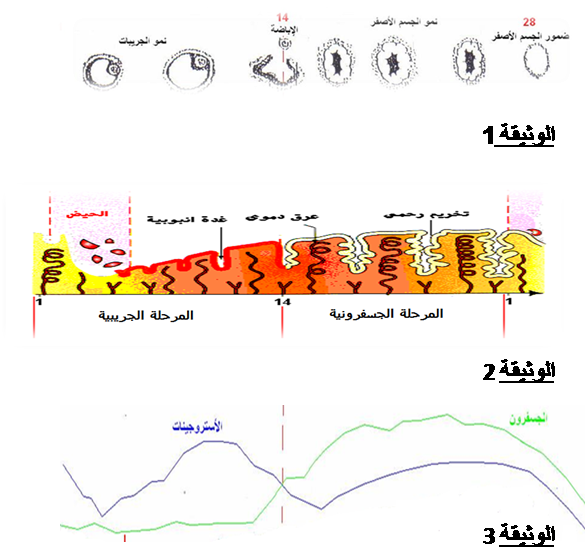 14
28
نمو الجريبات
الإباضة
نمو الجسم الأصفر
ضمور الجسم الأصفر
الوثيقة 1
الحيض
غدة انبوبية
عرق دموي
تخريم رحمي
1
14
1
المرحلة الجريبية
المرحلة الجسفرونية
الوثيقة 2
الأستروجينات
الجسفرون
الوثيقة 3